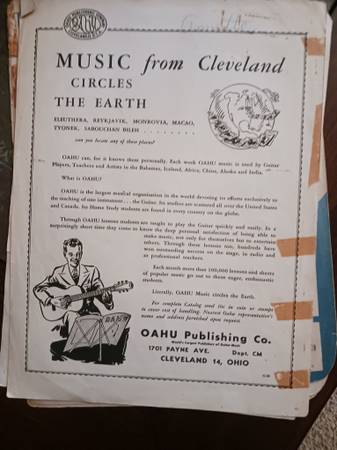 MUSIC from Cleveland
CIRCLES
THE EARTH
ELEUTHERA, REYKJAVIK, MONROVIA, MACAO,
TYONEK, SABOUCHAN BILEH
can you locate any of these places?
OAHU can, for it knows them personally. Each week OAHU music is used by Guitar
Players, Teachers and Artists in the Bahamas, Iceland, Africa, China, Alaska and India.
What is OAHU?
OAHU is the largest musical organization in the world devoting its efforts exclusively to
the teaching of one instrument . . . the Guitar. Its studios are scattered all over the United States
and Canada. Its Home Study students are found in every country on the globe.
Through OAHU lessons students are taught to play the Guitar quickly and easily. In a
surprisingly short time they come to know the deep personal satisfaction of being able to
make music, not only for themselves but to entertain
others. Through these lessons too, hundreds have
won outstanding success on the stage, in radio and
as professional teachers.
Each month more than 100,000 lessons and sheets
of popular music go out to these eager, enthusiastic
students.
Literally, OAHU Music circles the Earth.
For complete Catalog send 10c in coin or stamps
to cover cost of handling. Nearest Oahu representative's
name and address furnished upon request.
OAHU Publishing Co.
World's Largest Publishers of Guitar Music
1701 PAYNE AVE. Dept. CM
CLEVELAND 14, OHIO
OAHU